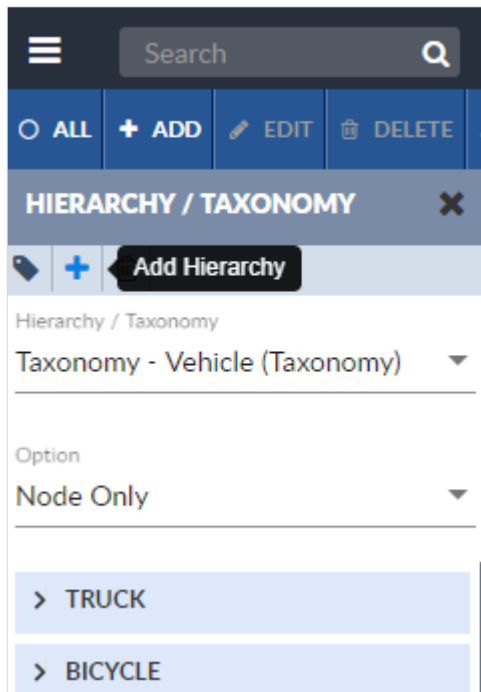 Search
ALL ADD EDIT DELETE
HIERARCHY / TAXONOMY
Add Hierarchy
Hierarchy / Taxonomy
Taxonomy - Vehicle (Taxonomy)
Option
Node Only
TRUCK
BICYCLE